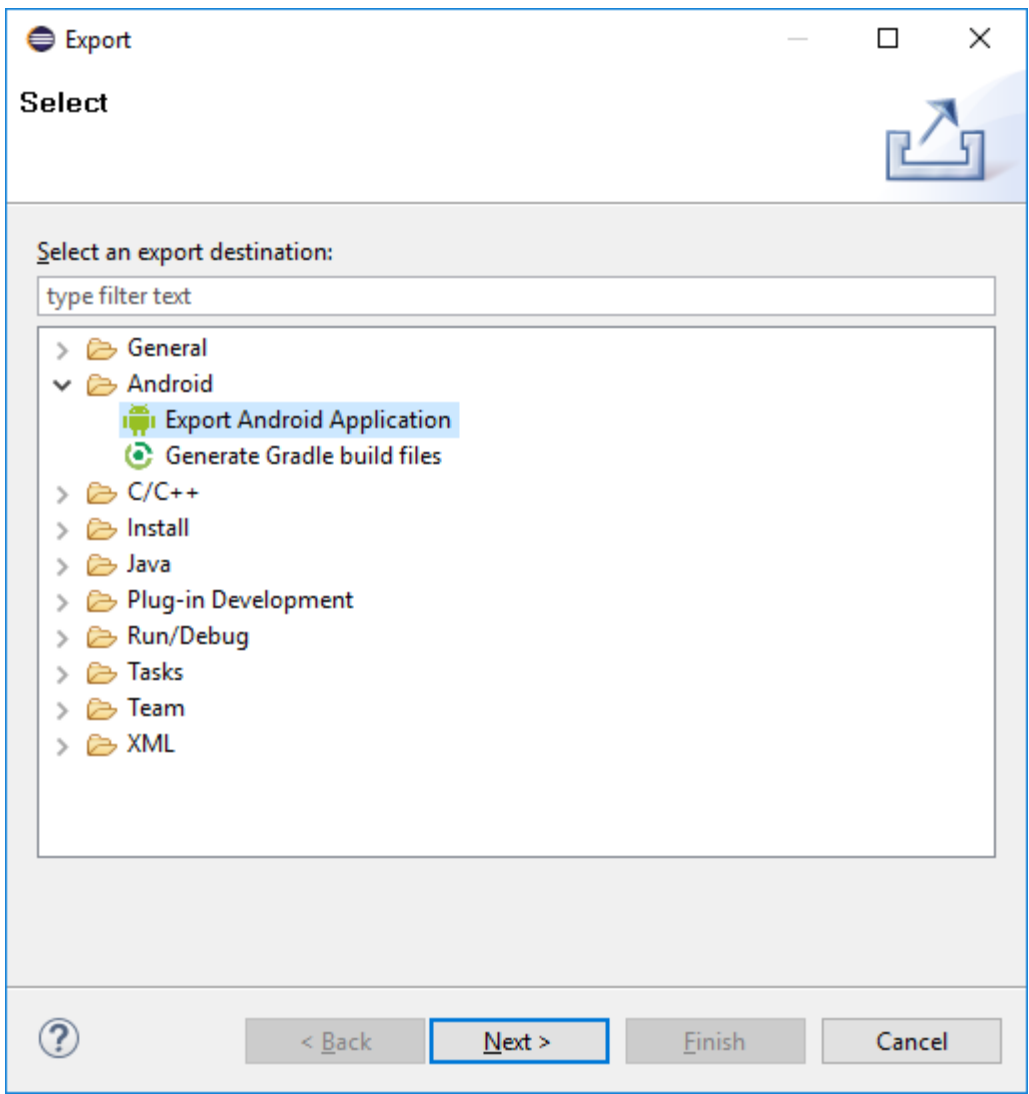 Export
Select
Select an export destination:
type filter text
General
Android
Export Android Application
Generate Gradle build files
C/C++
Install
Java
Plug-in Development
Run/Debug
Tasks
Team
XML
?
< Back
Next >
Finish
Cancel